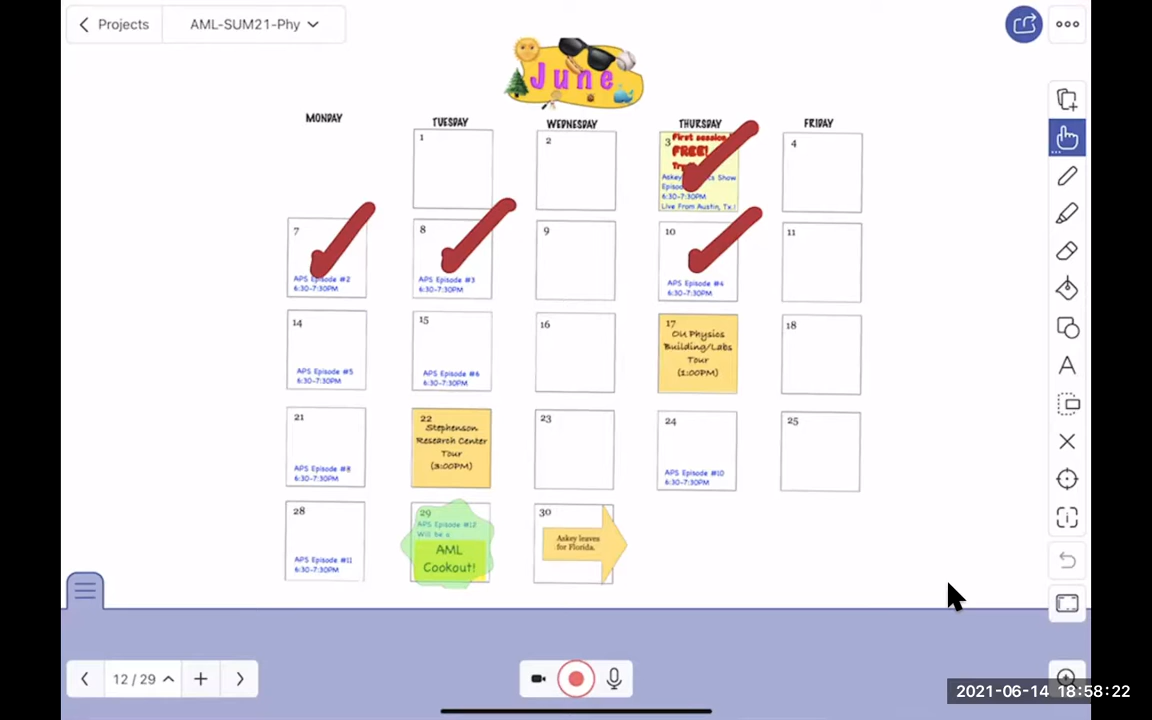 Projects
AML-SUM21-Phy
June
MONDAY
TUESDAY
WEDNESDAY
THURSDAY
FRIDAY
1
2
3
First session
FREE!
Askey
Show
6:30-7:30PM
Live From Austin, Tx.!
4
7
APS Episode #2
6:30-7:30PM
8
APS Episode #3
6:30-7:30PM
9
10
APS Episode #4
6:30-7:30PM
11
14
APS Episode #5
6:30-7:30PM
15
APS Episode #6
6:30-7:30PM
16
17
OU Physics
Building/Labs
Tour
(1:00PM)
18
21
APS Episode #8
6:30-7:30PM
22
Stephenson
Research Center
Tour
(3:00PM)
23
24
APS Episode #10
6:30-7:30PM
25
28
APS Episode #11
6:30-7:30PM
29
APS Episode #12
Will be a
AML
Cookout!
30
Askey leaves
for Florida.
12 / 29
2021-06-14 18:58:22